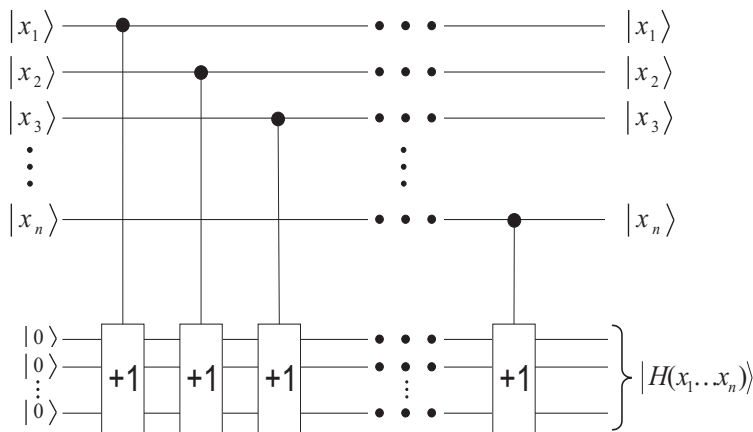 |x₁⟩ |x₁⟩
|x₂⟩ |x₂⟩
|x₃⟩ |x₃⟩
|xₙ⟩ |xₙ⟩
|0⟩
|0⟩ +1 +1 +1 +1 |H(x₁…xₙ)⟩
|0⟩